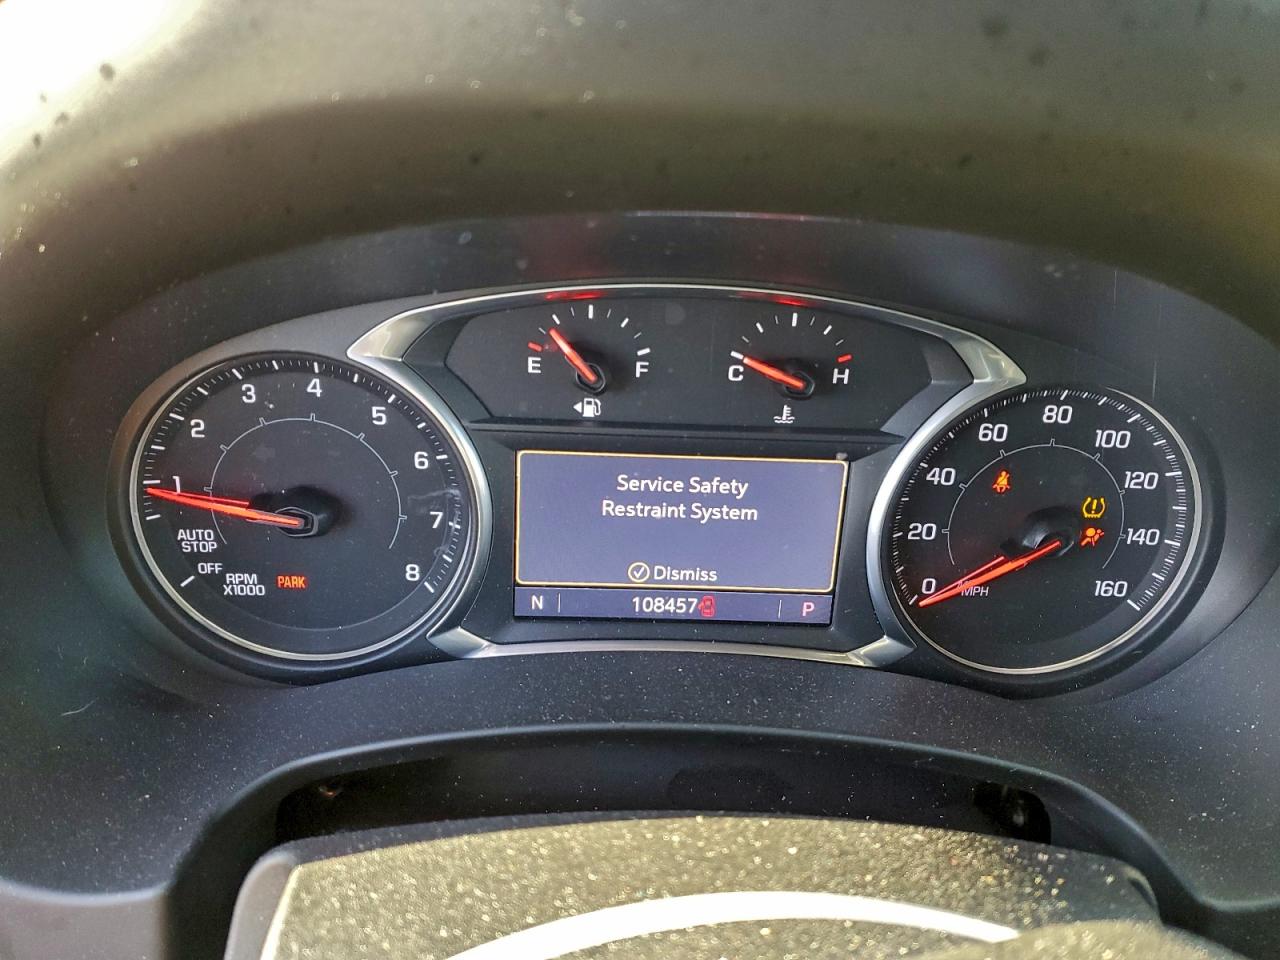 E
F
C
H
1
2
3
4
5
6
7
8
AUTO
STOP
OFF
RPM
X1000
PARK
Service Safety
Restraint System
Dismiss
N
108457
P
0
20
40
60
80
100
120
140
160
MPH